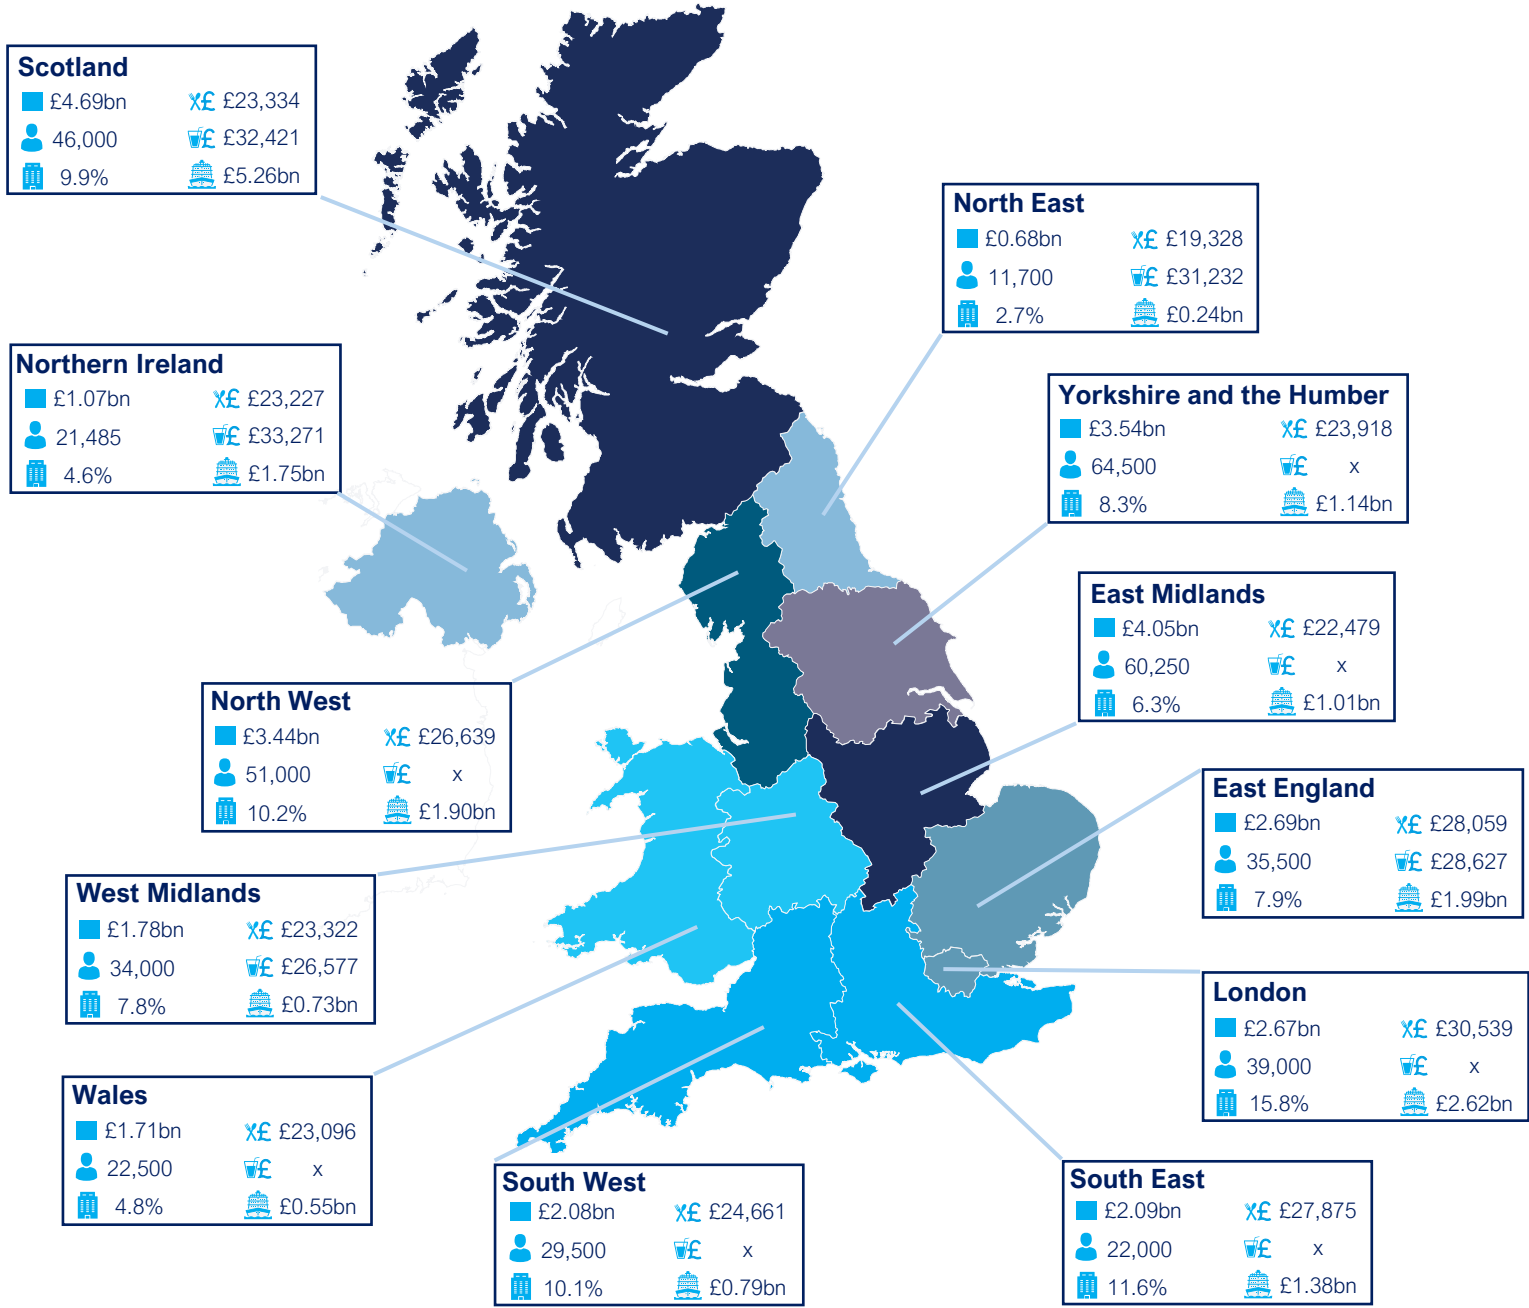 Scotland
£4.69bn £ £23,334
46,000 £ £32,421
9.9% £5.26bn
North East
£0.68bn £ £19,328
11,700 £ £31,232
2.7% £0.24bn
Northern Ireland
£1.07bn £ £23,227
21,485 £ £33,271
4.6% £1.75bn
Yorkshire and the Humber
£3.54bn £ £23,918
64,500 £ x
8.3% £1.14bn
East Midlands
£4.05bn £ £22,479
60,250 £ x
6.3% £1.01bn
North West
£3.44bn £ £26,639
51,000 £ x
10.2% £1.90bn
East England
£2.69bn £ £28,059
35,500 £ £28,627
7.9% £1.99bn
West Midlands
£1.78bn £ £23,322
34,000 £ £26,577
7.8% £0.73bn
London
£2.67bn £ £30,539
39,000 £ x
15.8% £2.62bn
Wales
£1.71bn £ £23,096
22,500 £ x
4.8% £0.55bn
South West
£2.08bn £ £24,661
29,500 £ x
10.1% £0.79bn
South East
£2.09bn £ £27,875
22,000 £ x
11.6% £1.38bn